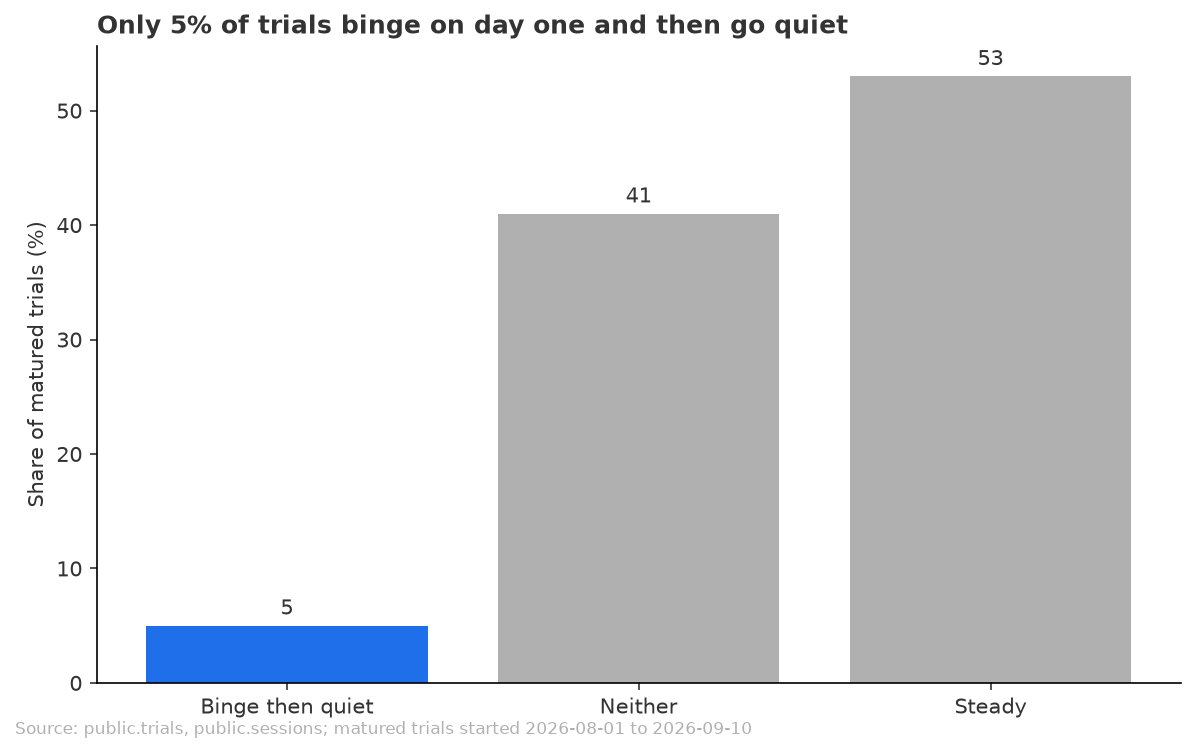 Only 5% of trials binge on day one and then go quiet
Share of matured trials (%)
50
40
30
20
10
0
5
41
53
Binge then quiet
Neither
Steady
Source: public.trials, public.sessions; matured trials started 2026-08-01 to 2026-09-10